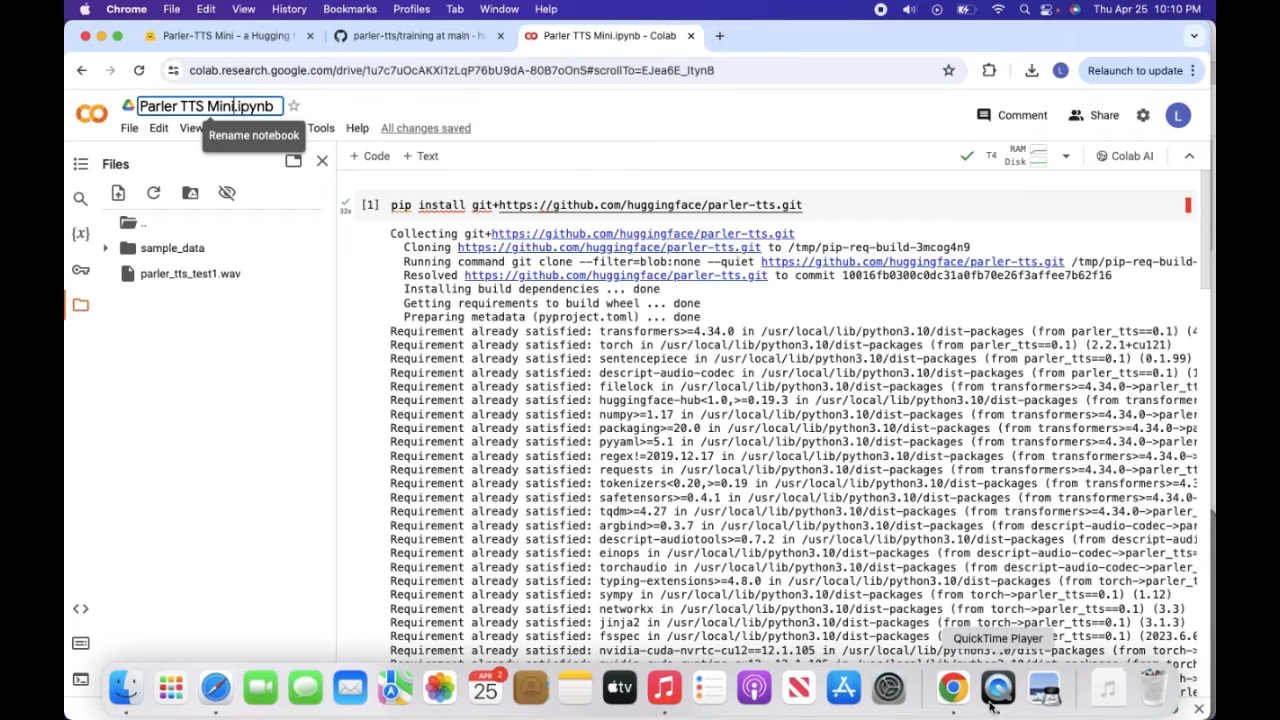 Chrome File Edit View History Bookmarks Profiles Tab Window Help Thu Apr 25 10:10 PM
Parler-TTS Mini - a Hugging F parler-tts/training at main · h Parler TTS Mini.ipynb - Colab
colab.research.google.com/drive/1u7c7uOcAKXi1zLqP76bU9dA-80B7oOnS#scrollTo=EJea6E_ltynB Relaunch to update
Parler TTS Mini.ipynb
Comment Share L
File Edit View Tools Help All changes saved
Rename notebook
Files
+ Code + Text T4 RAM Disk Colab AI
..
sample_data
parler_tts_test1.wav
32s
[1] pip install git+https://github.com/huggingface/parler-tts.git
Collecting git+https://github.com/huggingface/parler-tts.git
Cloning https://github.com/huggingface/parler-tts.git to /tmp/pip-req-build-3mcog4n9
Running command git clone --filter=blob:none --quiet https://github.com/huggingface/parler-tts.git /tmp/pip-req-build-
Resolved https://github.com/huggingface/parler-tts.git to commit 10016fb0300c0dc31a0fb70e26f3affee7b62f16
Installing build dependencies ... done
Getting requirements to build wheel ... done
Preparing metadata (pyproject.toml) ... done
Requirement already satisfied: transformers>=4.34.0 in /usr/local/lib/python3.10/dist-packages (from parler_tts==0.1) (4
Requirement already satisfied: torch in /usr/local/lib/python3.10/dist-packages (from parler_tts==0.1) (2.2.1+cu121)
Requirement already satisfied: sentencepiece in /usr/local/lib/python3.10/dist-packages (from parler_tts==0.1) (0.1.99)
Requirement already satisfied: descript-audio-codec in /usr/local/lib/python3.10/dist-packages (from parler_tts==0.1) (1
Requirement already satisfied: filelock in /usr/local/lib/python3.10/dist-packages (from transformers>=4.34.0->parler_tt
Requirement already satisfied: huggingface-hub<1.0,>=0.19.3 in /usr/local/lib/python3.10/dist-packages (from transformer
Requirement already satisfied: numpy>=1.17 in /usr/local/lib/python3.10/dist-packages (from transformers>=4.34.0->parler
Requirement already satisfied: packaging>=20.0 in /usr/local/lib/python3.10/dist-packages (from transformers>=4.34.0->pa
Requirement already satisfied: pyyaml>=5.1 in /usr/local/lib/python3.10/dist-packages (from transformers>=4.34.0->parler
Requirement already satisfied: regex!=2019.12.17 in /usr/local/lib/python3.10/dist-packages (from transformers>=4.34.0->
Requirement already satisfied: requests in /usr/local/lib/python3.10/dist-packages (from transformers>=4.34.0->parler_tt
Requirement already satisfied: tokenizers<0.20,>=0.19 in /usr/local/lib/python3.10/dist-packages (from transformers>=4.3
Requirement already satisfied: safetensors>=0.4.1 in /usr/local/lib/python3.10/dist-packages (from transformers>=4.34.0-
Requirement already satisfied: tqdm>=4.27 in /usr/local/lib/python3.10/dist-packages (from transformers>=4.34.0->parler_
Requirement already satisfied: argbind>=0.3.7 in /usr/local/lib/python3.10/dist-packages (from descript-audio-codec->par
Requirement already satisfied: descript-audiotools>=0.7.2 in /usr/local/lib/python3.10/dist-packages (from descript-audi
Requirement already satisfied: einops in /usr/local/lib/python3.10/dist-packages (from descript-audio-codec->parler_tts=
Requirement already satisfied: torchaudio in /usr/local/lib/python3.10/dist-packages (from descript-audio-codec->parler_
Requirement already satisfied: typing-extensions>=4.8.0 in /usr/local/lib/python3.10/dist-packages (from torch->parler_t
Requirement already satisfied: sympy in /usr/local/lib/python3.10/dist-packages (from torch->parler_tts==0.1) (1.12)
Requirement already satisfied: networkx in /usr/local/lib/python3.10/dist-packages (from torch->parler_tts==0.1) (3.3)
Requirement already satisfied: jinja2 in /usr/local/lib/python3.10/dist-packages (from torch->parler_tts==0.1) (3.1.3)
Requirement already satisfied: fsspec in /usr/local/lib/python3.10/dist-packages (from torch->parler_tts==0.1) (2023.6.0
QuickTime Player
APR 2
25
tv